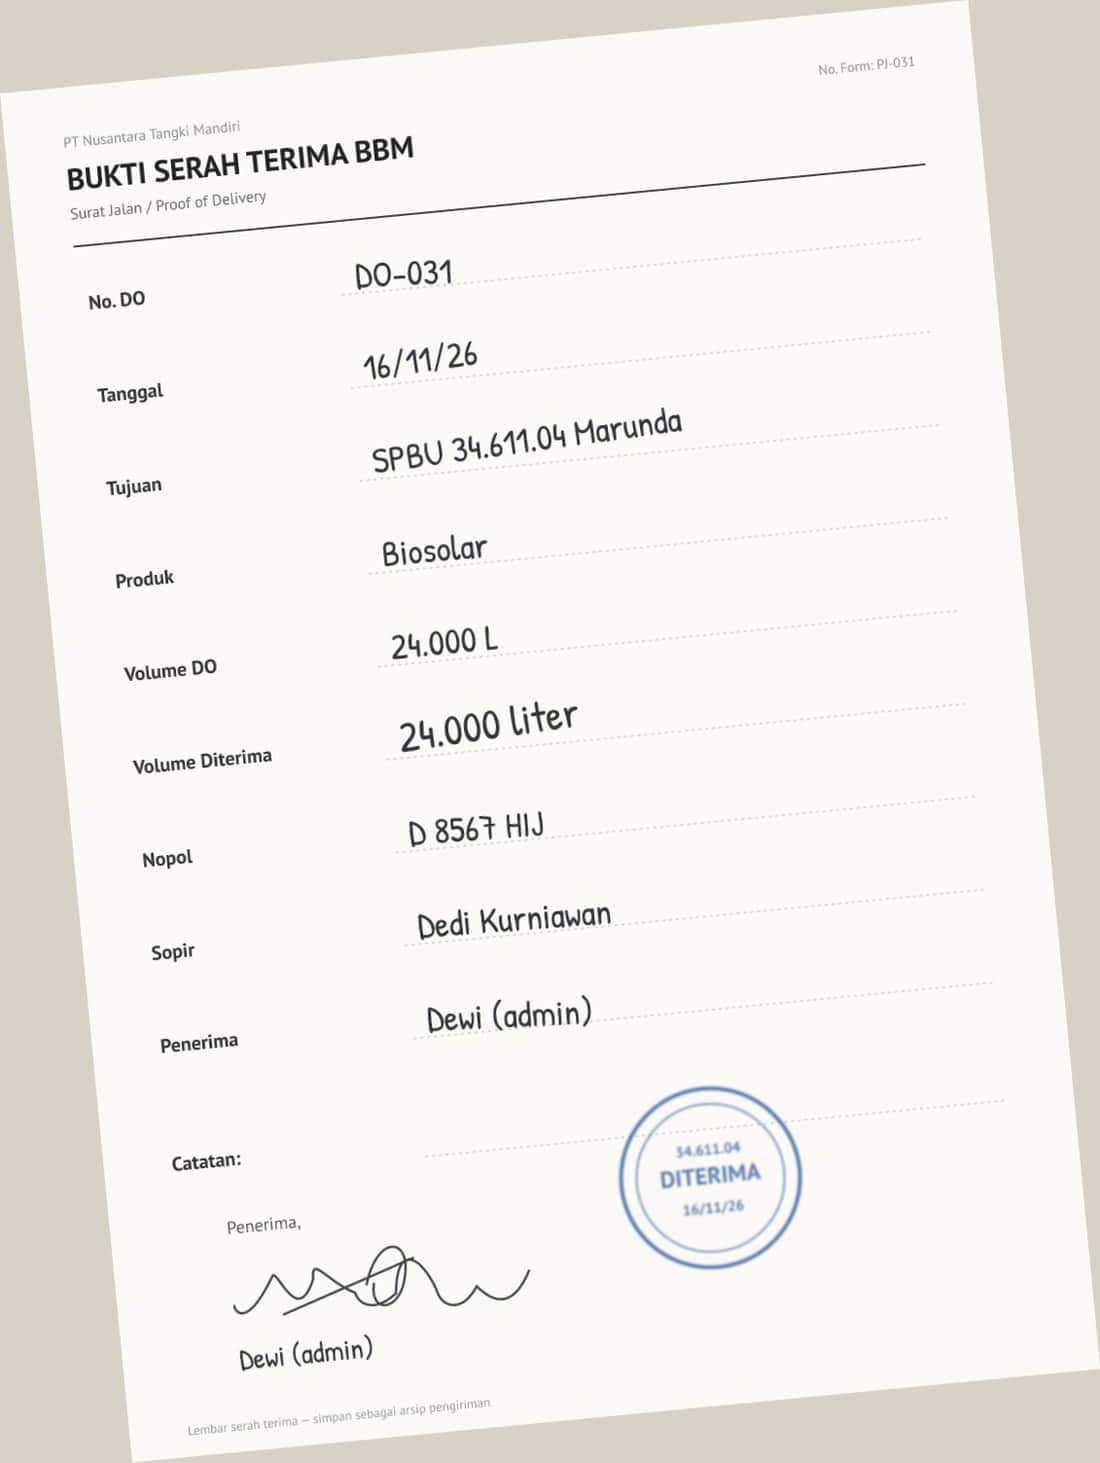 No. Form: PJ-031
PT Nusantara Tangki Mandiri
BUKTI SERAH TERIMA BBM
Surat Jalan / Proof of Delivery
No. DO DO-031
Tanggal 16/11/26
Tujuan SPBU 34.611.04 Marunda
Produk Biosolar
Volume DO 24.000 L
Volume Diterima 24.000 liter
Nopol D 8567 HIJ
Sopir Dedi Kurniawan
Penerima Dewi (admin)
Catatan:
34.611.04
DITERIMA
16/11/26
Penerima,
Dewi (admin)
Lembar serah terima — simpan sebagai arsip pengiriman